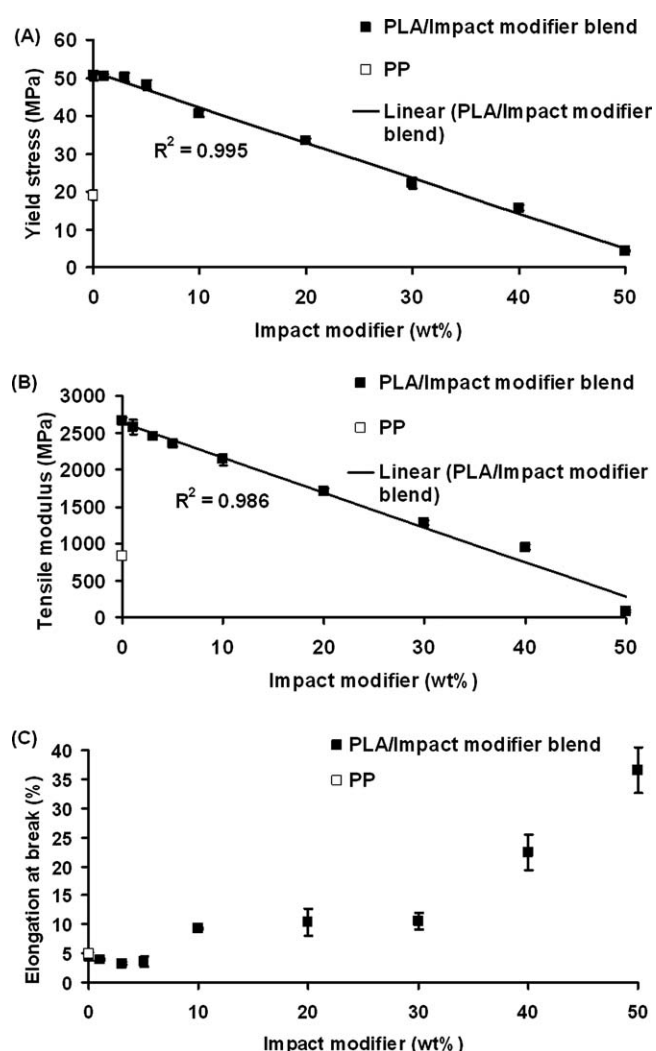 (A)
PLA/Impact modifier blend
PP
Linear (PLA/Impact modifier
blend)
R² = 0.995
Yield stress (MPa)
60
50
40
30
20
10
0
0 10 20 30 40 50
Impact modifier (wt%)
(B)
PLA/Impact modifier blend
PP
Linear (PLA/Impact modifier
blend)
R² = 0.986
Tensile modulus (MPa)
3000
2500
2000
1500
1000
500
0
0 10 20 30 40 50
Impact modifier (wt%)
(C)
PLA/Impact modifier blend
PP
Elongation at break (%)
40
35
30
25
20
15
10
5
0
0 10 20 30 40 50
Impact modifier (wt%)